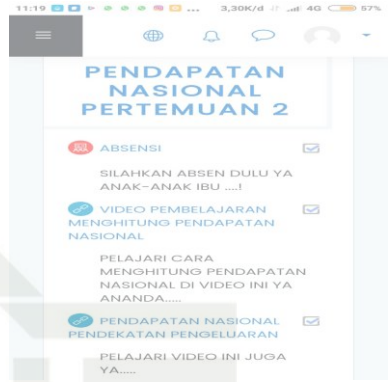 11:19 ... 3,30K/d 4G 57%
PENDAPATAN
NASIONAL
PERTEMUAN 2
ABSENSI
SILAHKAN ABSEN DULU YA
ANAK-ANAK IBU ....!
VIDEO PEMBELAJARAN
MENGHITUNG PENDAPATAN
NASIONAL
PELAJARI CARA
MENGHITUNG PENDAPATAN
NASIONAL DI VIDEO INI YA
ANANDA.....
PENDAPATAN NASIONAL
PENDEKATAN PENGELUARAN
PELAJARI VIDEO INI JUGA
YA.....